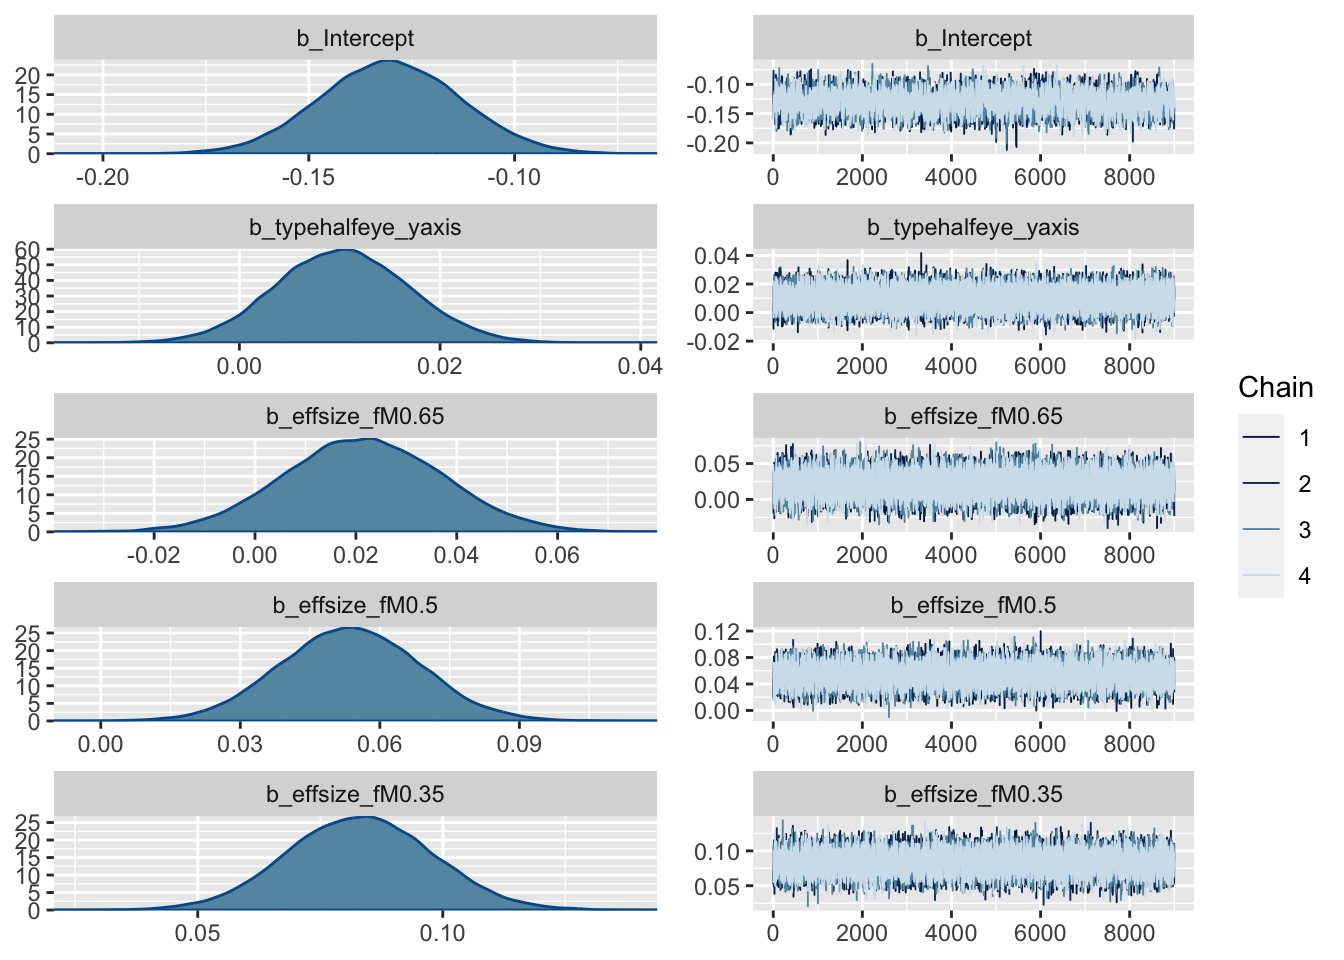 b_Intercept
20
15
10
5
0
-0.20 -0.15 -0.10
b_Intercept
-0.10
-0.15
-0.20
0 2000 4000 6000 8000
b_typehalfeye_yaxis
60
50
40
30
20
10
0
0.00 0.02 0.04
b_typehalfeye_yaxis
0.04
0.02
0.00
-0.02
0 2000 4000 6000 8000
b_effsize_fM0.65
25
20
15
10
5
0
-0.02 0.00 0.02 0.04 0.06
b_effsize_fM0.65
0.05
0.00
0 2000 4000 6000 8000
b_effsize_fM0.5
25
20
15
10
5
0
0.00 0.03 0.06 0.09
b_effsize_fM0.5
0.12
0.08
0.04
0.00
0 2000 4000 6000 8000
b_effsize_fM0.35
25
20
15
10
5
0
0.05 0.10
b_effsize_fM0.35
0.10
0.05
0 2000 4000 6000 8000
Chain
1
2
3
4